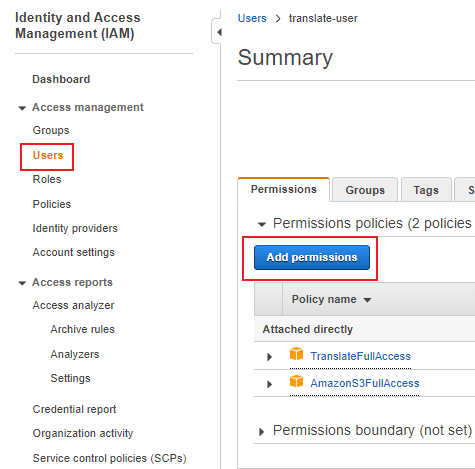 Identity and Access
Management (IAM)
Dashboard
Access management
Groups
Users
Roles
Policies
Identity providers
Account settings
Access reports
Access analyzer
Archive rules
Analyzers
Settings
Credential report
Organization activity
Service control policies (SCPs)
Users > translate-user
Summary
Permissions Groups Tags S
Permissions policies (2 policies
Add permissions
Policy name
Attached directly
TranslateFullAccess
AmazonS3FullAccess
Permissions boundary (not set)